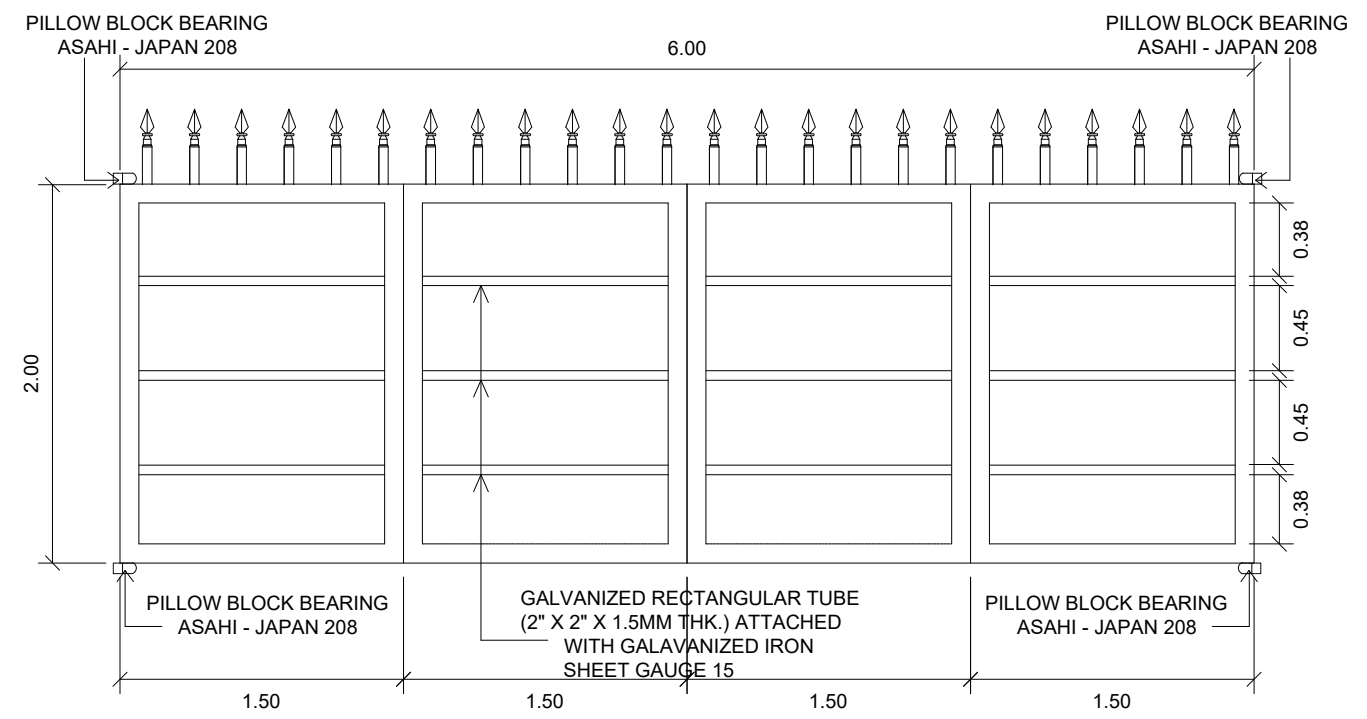 PILLOW BLOCK BEARING
ASAHI - JAPAN 208
6.00
PILLOW BLOCK BEARING
ASAHI - JAPAN 208
2.00
0.38
0.45
0.45
0.38
PILLOW BLOCK BEARING
ASAHI - JAPAN 208
GALVANIZED RECTANGULAR TUBE
(2" X 2" X 1.5MM THK.) ATTACHED
WITH GALAVANIZED IRON
SHEET GAUGE 15
PILLOW BLOCK BEARING
ASAHI - JAPAN 208
1.50
1.50
1.50
1.50